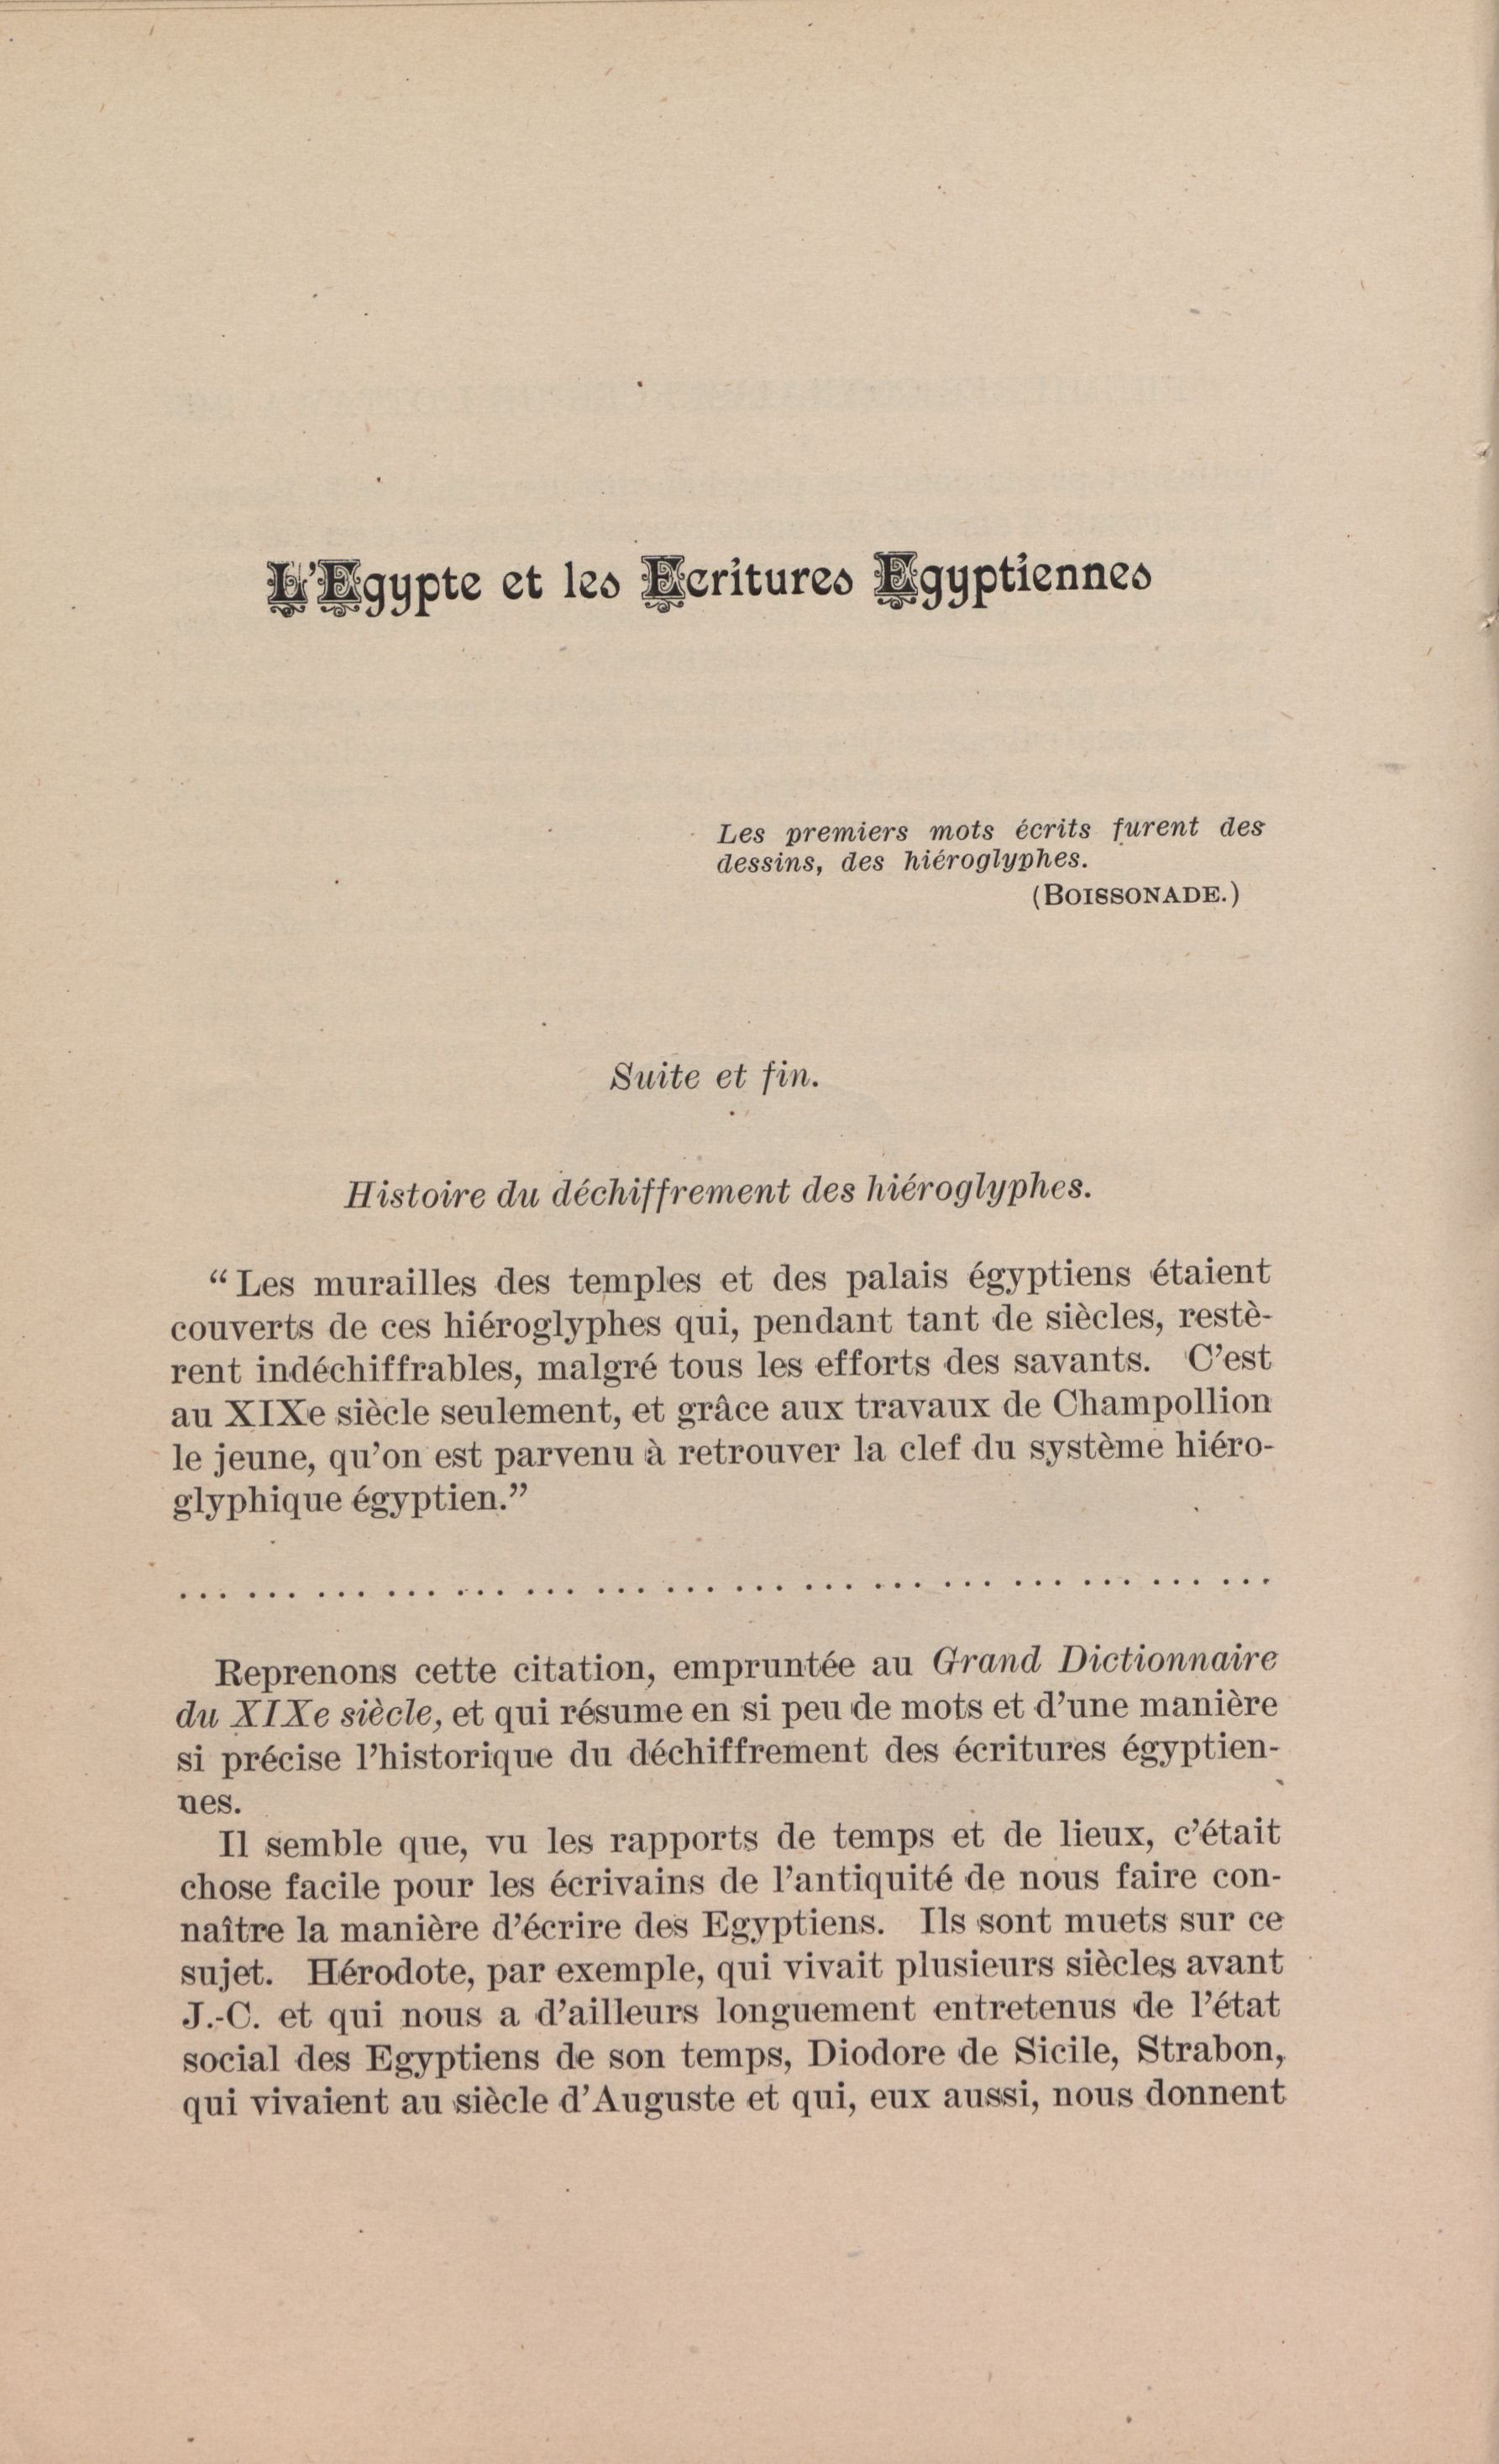 L'Egypte et les Ecritures Egyptiennes
Les premiers mots écrits furent des
dessins, des hiéroglyphes.
(BOISSONADE.)
Suite et fin.
Histoire du déchiffrement des hiéroglyphes.
“Les murailles des temples et des palais égyptiens étaient
couverts de ces hiéroglyphes qui, pendant tant de siècles, restè-
rent indéchiffrables, malgré tous les efforts des savants. C'est
au XIXe siècle seulement, et grâce aux travaux de Champollion
le jeune, qu'on est parvenu à retrouver la clef du système hiéro-
glyphique égyptien.”
... ... ... ... ... ... ... ... ... ... ... ... ... ... ... ...
Reprenons cette citation, empruntée au Grand Dictionnaire
du XIXe siècle, et qui résume en si peu de mots et d'une manière
si précise l'historique du déchiffrement des écritures égyptien-
nes.
Il semble que, vu les rapports de temps et de lieux, c'était
chose facile pour les écrivains de l'antiquité de nous faire con-
naître la manière d'écrire des Egyptiens. Ils sont muets sur ce
sujet. Hérodote, par exemple, qui vivait plusieurs siècles avant
J.-C. et qui nous a d'ailleurs longuement entretenus de l'état
social des Egyptiens de son temps, Diodore de Sicile, Strabon,
qui vivaient au siècle d'Auguste et qui, eux aussi, nous donnent